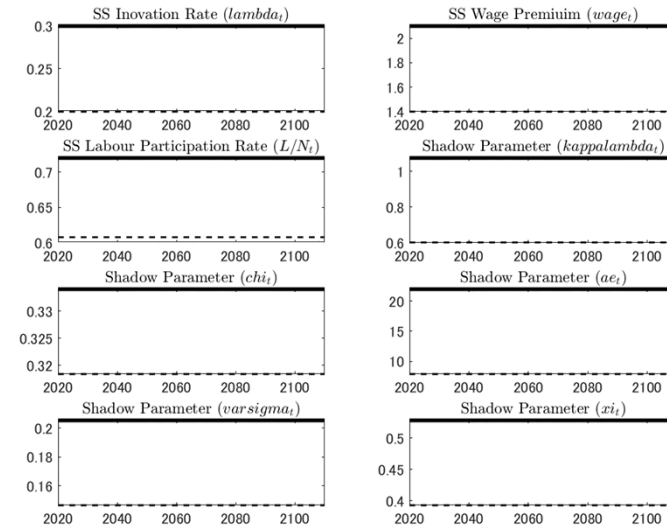 SS Inovation Rate (lambda_t)
0.3
0.25
0.2
2020 2040 2060 2080 2100
SS Wage Premiuim (wage_t)
2
1.8
1.6
1.4
2020 2040 2060 2080 2100
SS Labour Participation Rate (L/N_t)
0.7
0.65
0.6
2020 2040 2060 2080 2100
Shadow Parameter (kappalambda_t)
1
0.8
0.6
2020 2040 2060 2080 2100
Shadow Parameter (chi_t)
0.33
0.325
0.32
2020 2040 2060 2080 2100
Shadow Parameter (ae_t)
20
15
10
2020 2040 2060 2080 2100
Shadow Parameter (varsigma_t)
0.2
0.18
0.16
2020 2040 2060 2080 2100
Shadow Parameter (xi_t)
0.5
0.45
0.4
2020 2040 2060 2080 2100